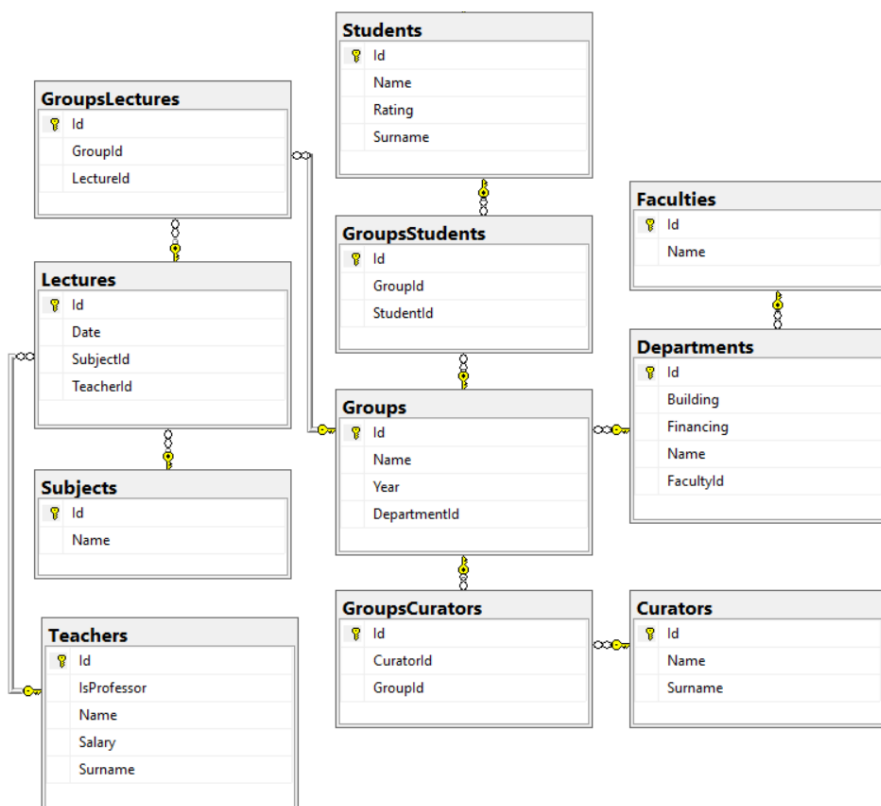 Students
Id
Name
Rating
Surname
GroupsLectures
Id
GroupId
LectureId
Faculties
Id
Name
GroupsStudents
Id
GroupId
StudentId
Lectures
Id
Date
SubjectId
TeacherId
Departments
Id
Building
Financing
Name
FacultyId
Groups
Id
Name
Year
DepartmentId
Subjects
Id
Name
GroupsCurators
Id
CuratorId
GroupId
Curators
Id
Name
Surname
Teachers
Id
IsProfessor
Name
Salary
Surname